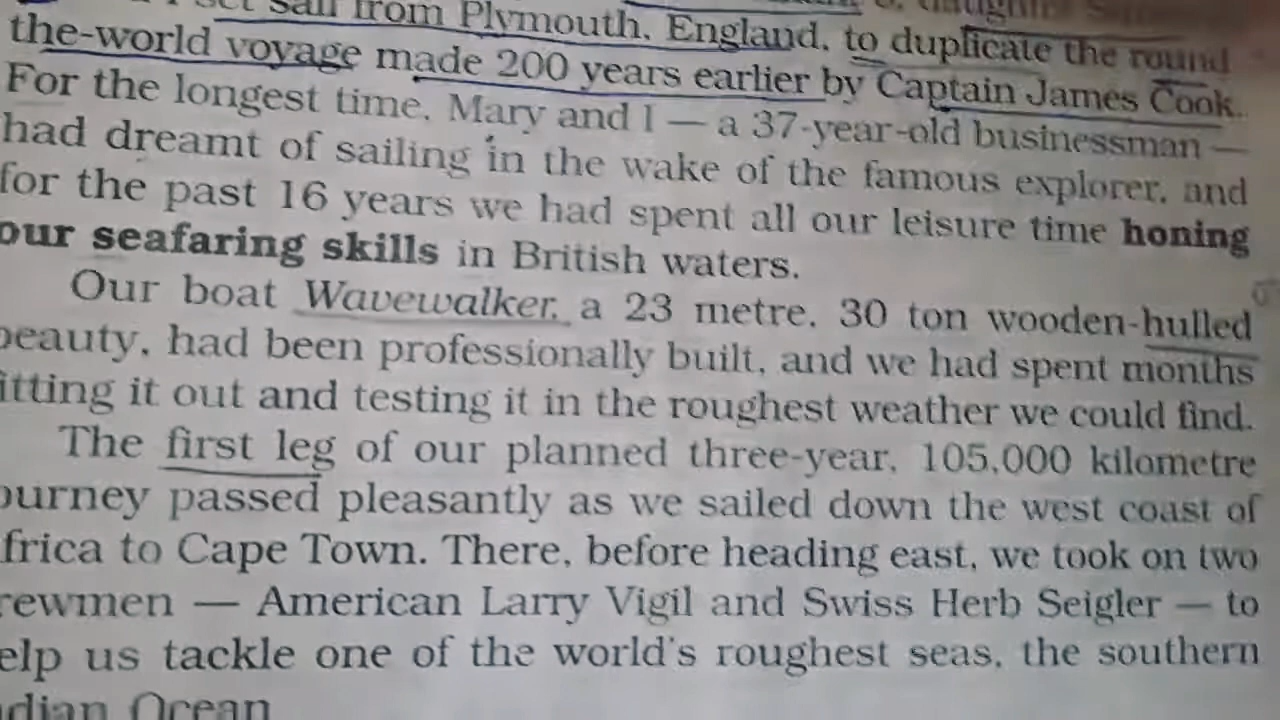 set sail from Plymouth, England, to duplicate the round
the-world voyage made 200 years earlier by Captain James Cook.
For the longest time, Mary and I — a 37-year-old businessman —
had dreamt of sailing in the wake of the famous explorer, and
for the past 16 years we had spent all our leisure time honing
our seafaring skills in British waters.
Our boat Wavewalker, a 23 metre, 30 ton wooden-hulled
beauty, had been professionally built, and we had spent months
itting it out and testing it in the roughest weather we could find.
The first leg of our planned three-year, 105,000 kilometre
ourney passed pleasantly as we sailed down the west coast of
frica to Cape Town. There, before heading east, we took on two
rewmen — American Larry Vigil and Swiss Herb Seigler — to
elp us tackle one of the world's roughest seas, the southern
dian Ocean